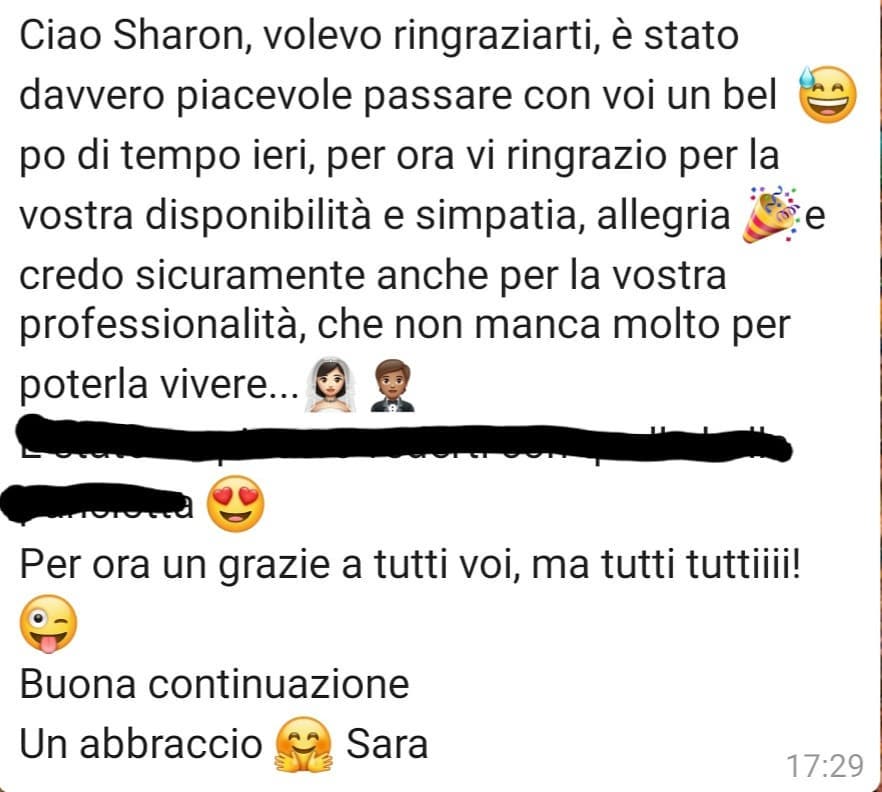 Ciao Sharon, volevo ringraziarti, è stato
davvero piacevole passare con voi un bel 😅
po di tempo ieri, per ora vi ringrazio per la
vostra disponibilità e simpatia, allegria 🎉e
credo sicuramente anche per la vostra
professionalità, che non manca molto per
poterla vivere...👰🏻🤵🏽
😍
Per ora un grazie a tutti voi, ma tutti tuttiiii!
😜
Buona continuazione
Un abbraccio 🤗 Sara
17:29